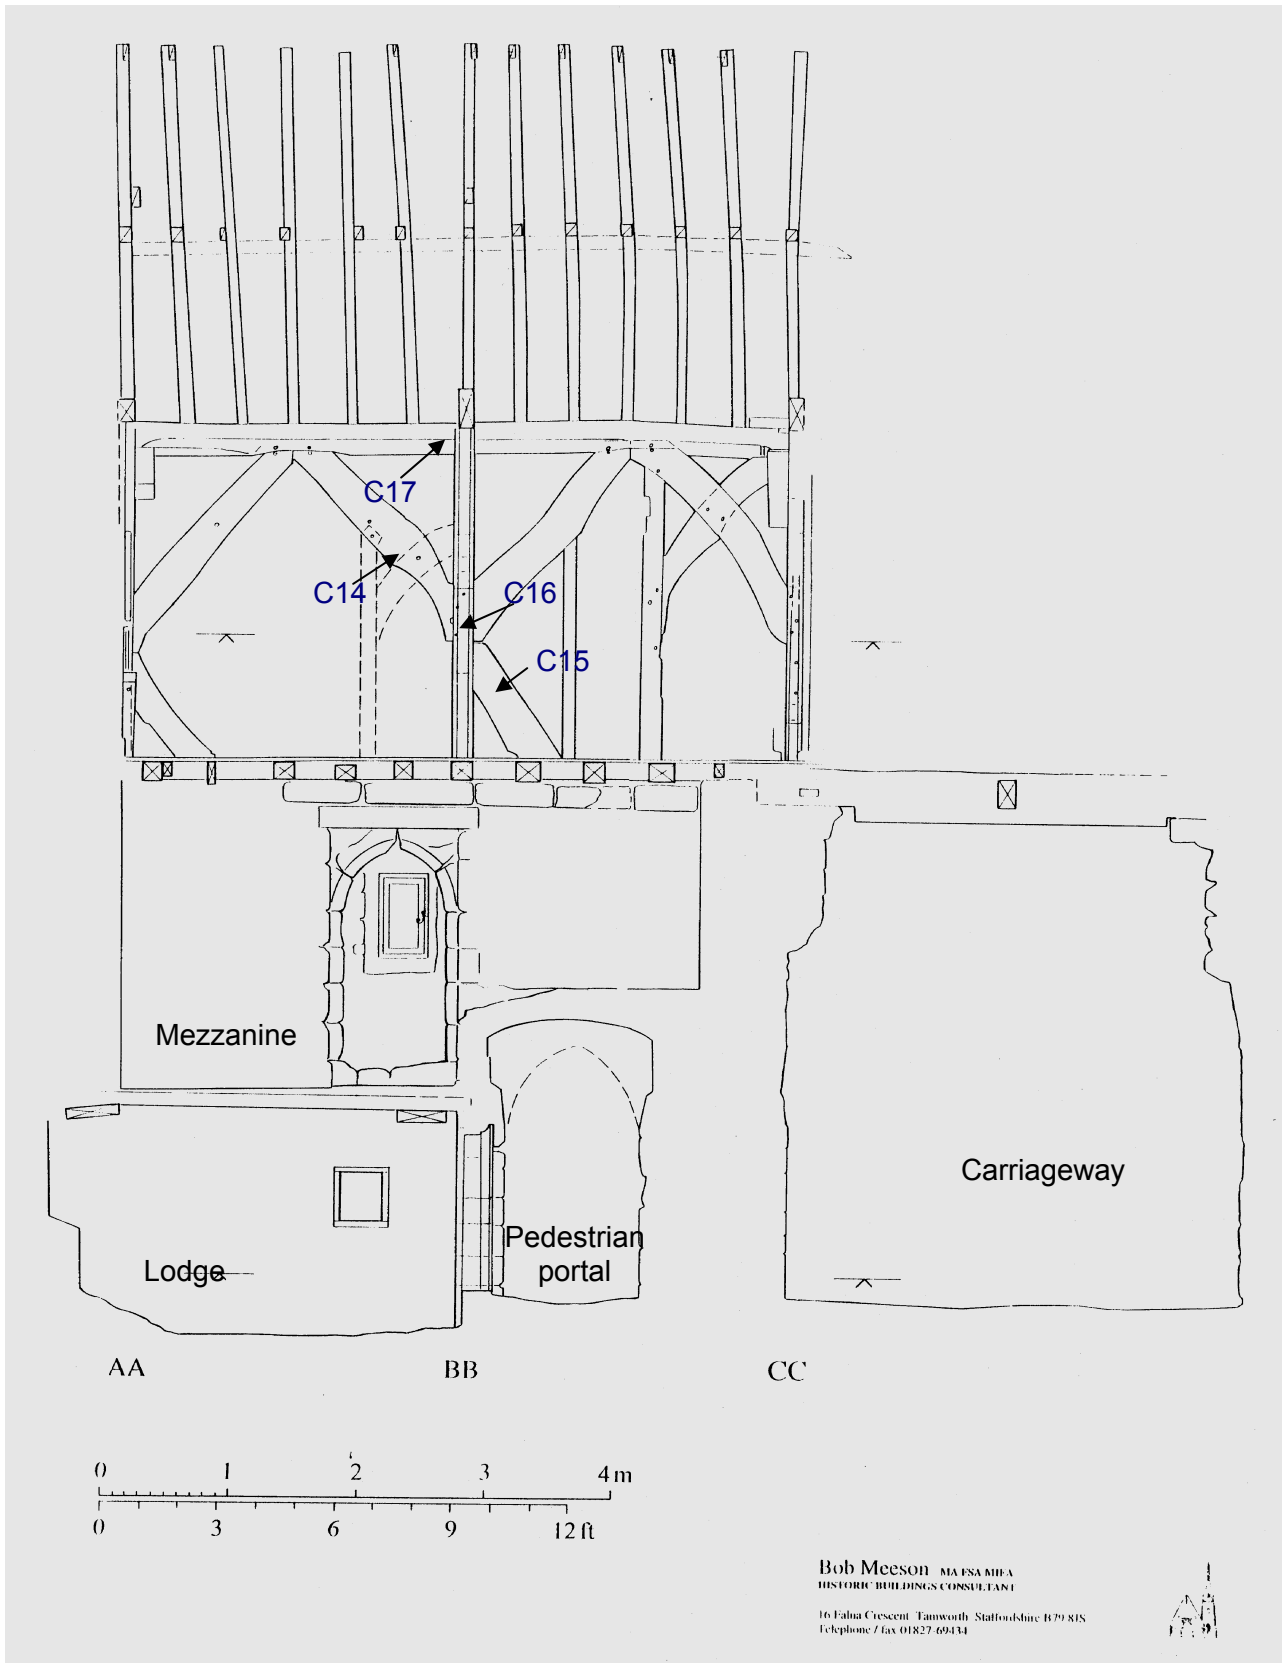 C17
C14
C16
C15
Mezzanine
Carriageway
Pedestrian
portal
Lodge
AA BB CC
0 1 2 3 4 m
0 3 6 9 12 ft
Bob Meeson MA FSA MIFA
HISTORIC BUILDINGS CONSULTANT
16 Crescent Tamworth Staffordshire B79 8JS
Telephone / fax 01827-69434